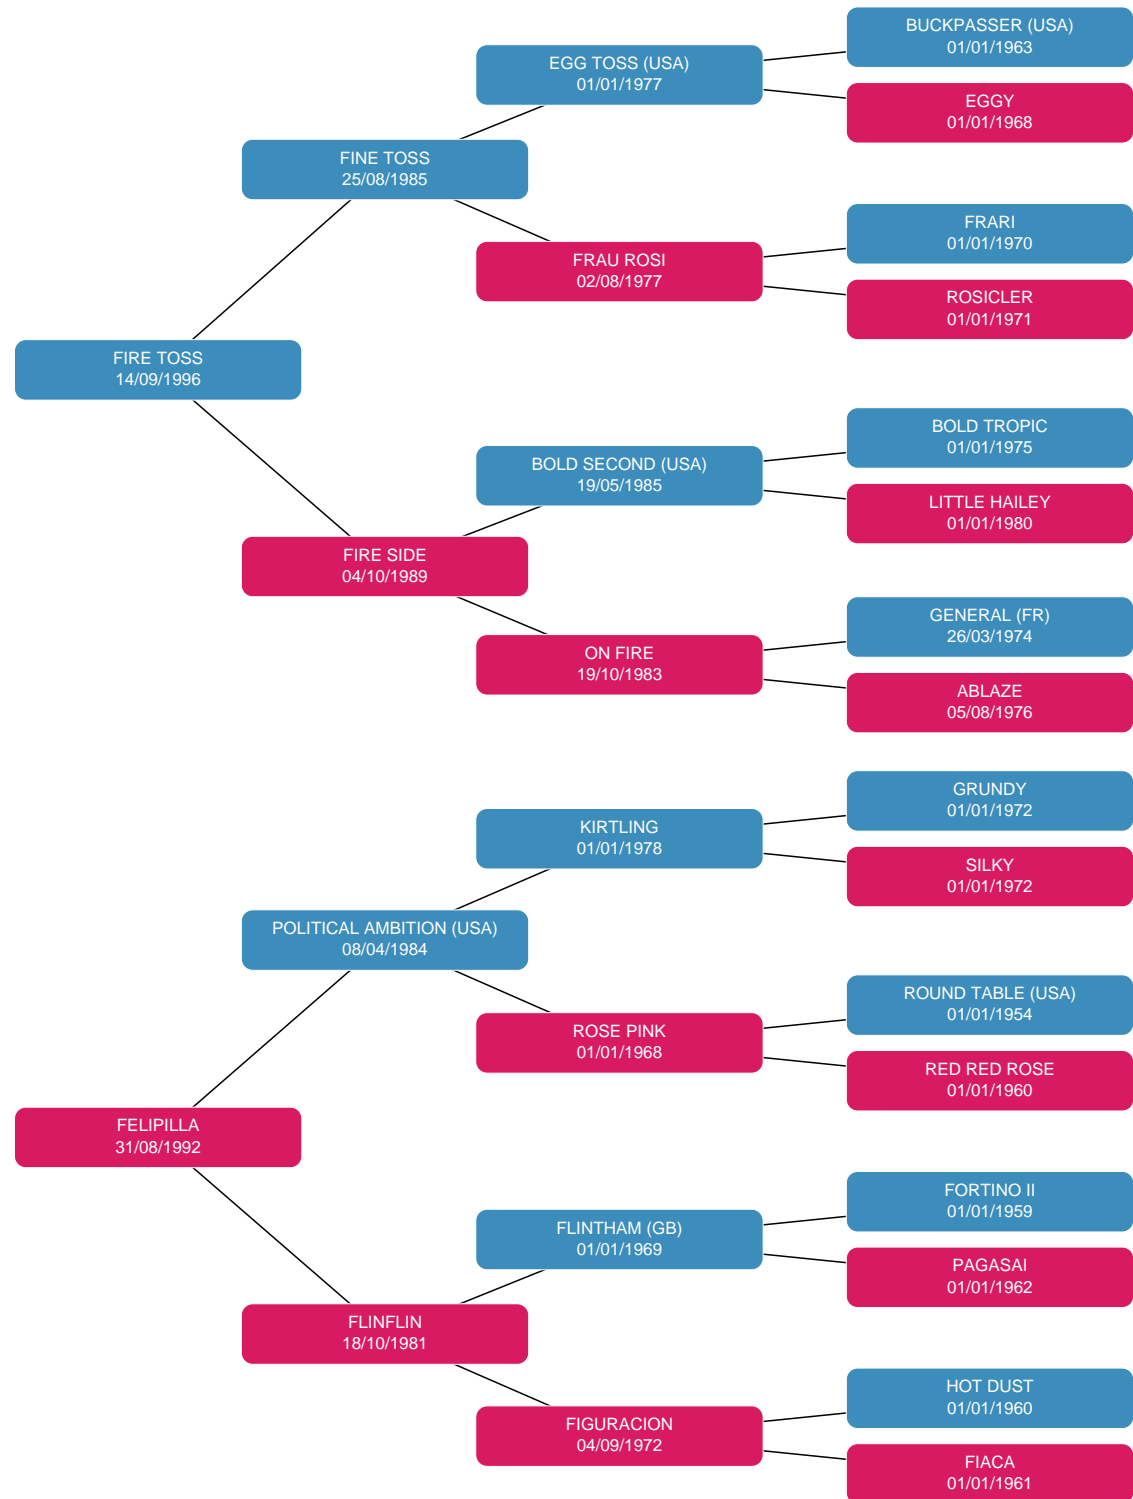 BUCKPASSER (USA)
01/01/1963
EGG TOSS (USA)
01/01/1977
EGGY
01/01/1968
FINE TOSS
25/08/1985
FRARI
01/01/1970
FRAU ROSI
02/08/1977
ROSICLER
01/01/1971
FIRE TOSS
14/09/1996
BOLD TROPIC
01/01/1975
BOLD SECOND (USA)
19/05/1985
LITTLE HAILEY
01/01/1980
FIRE SIDE
04/10/1989
GENERAL (FR)
26/03/1974
ON FIRE
19/10/1983
ABLAZE
05/08/1976
GRUNDY
01/01/1972
KIRTLING
01/01/1978
SILKY
01/01/1972
POLITICAL AMBITION (USA)
08/04/1984
ROUND TABLE (USA)
01/01/1954
ROSE PINK
01/01/1968
RED RED ROSE
01/01/1960
FELIPILLA
31/08/1992
FORTINO II
01/01/1959
FLINTHAM (GB)
01/01/1969
PAGASAI
01/01/1962
FLINFLIN
18/10/1981
HOT DUST
01/01/1960
FIGURACION
04/09/1972
FIACA
01/01/1961